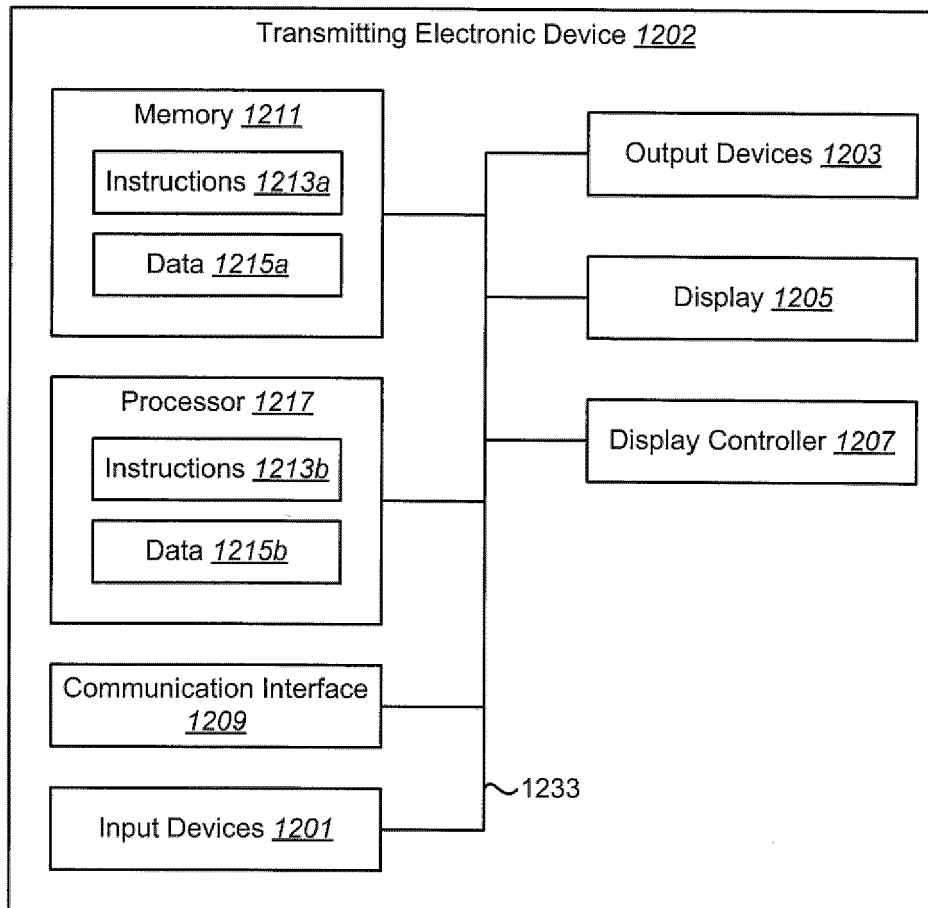 Transmitting Electronic Device 1202
Memory 1211
Instructions 1213a
Data 1215a
Processor 1217
Instructions 1213b
Data 1215b
Communication Interface
1209
Input Devices 1201
Output Devices 1203
Display 1205
Display Controller 1207
1233